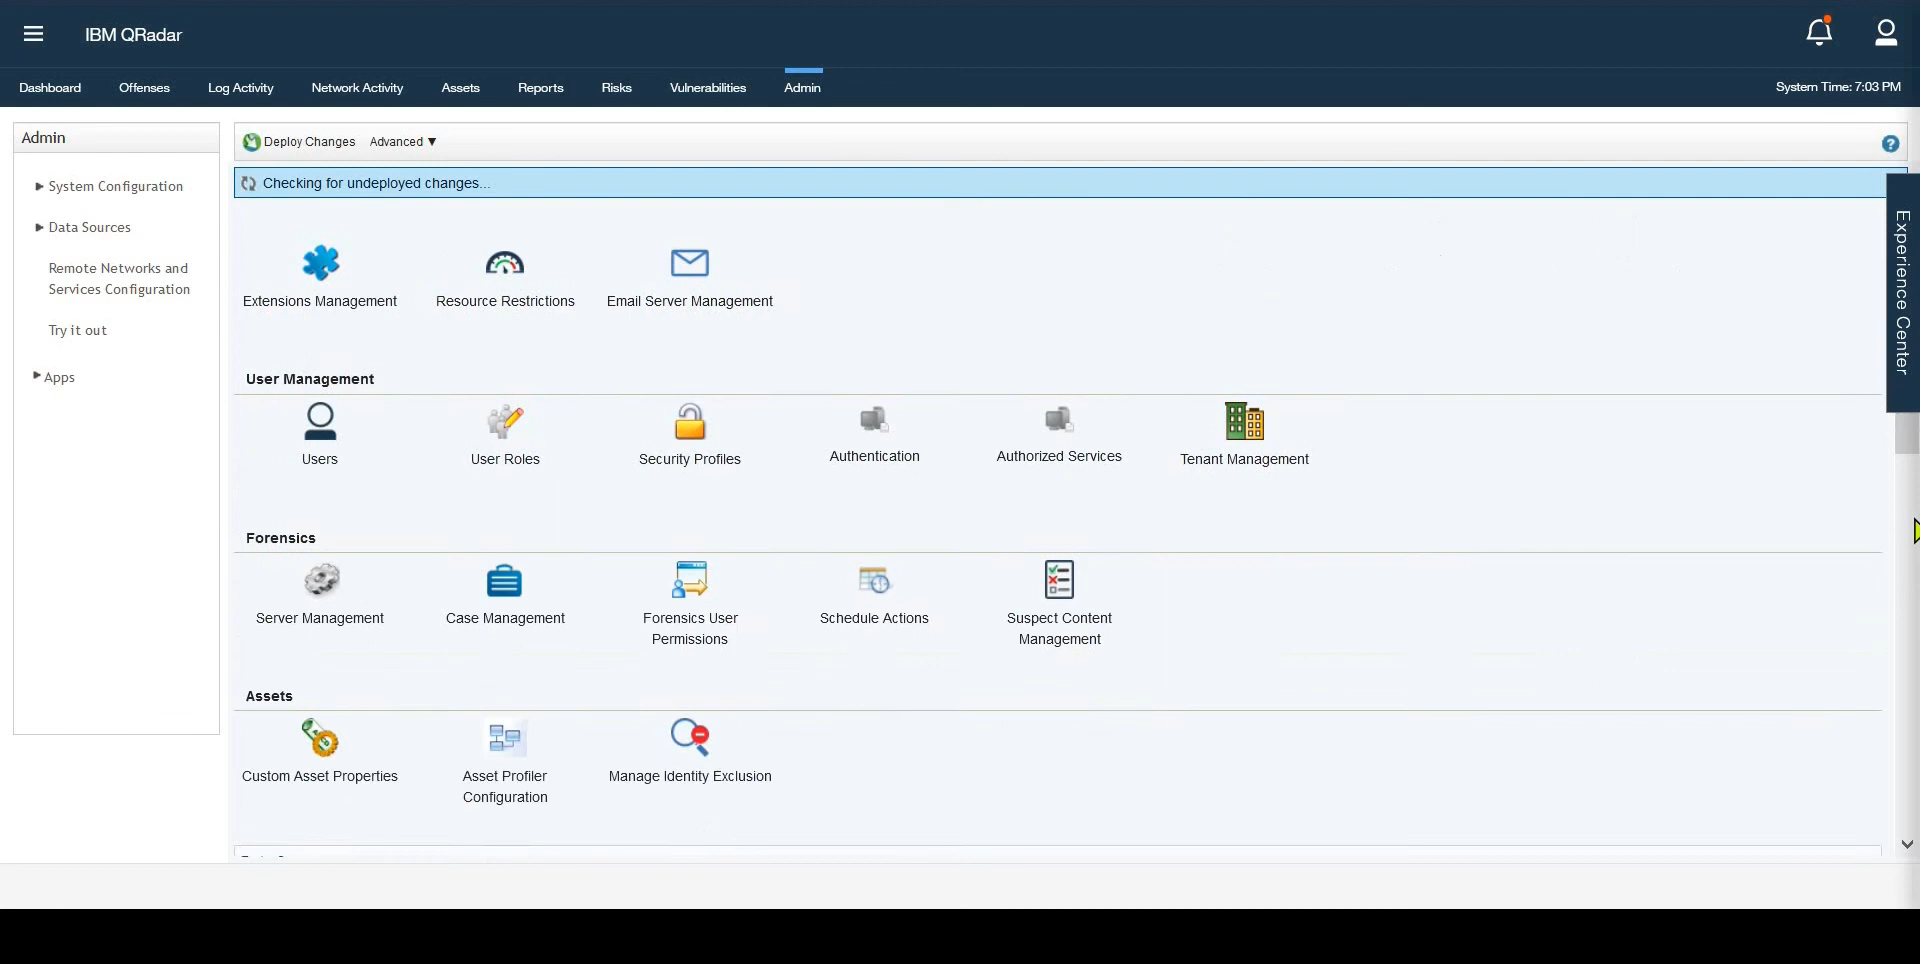 IBM QRadar
Dashboard Offenses Log Activity Network Activity Assets Reports Risks Vulnerabilities Admin System Time: 7:03 PM
Admin
System Configuration
Data Sources
Remote Networks and
Services Configuration
Try it out
Apps
Deploy Changes Advanced ▼
?
Checking for undeployed changes...
Extensions Management Resource Restrictions Email Server Management
User Management
Users User Roles Security Profiles Authentication Authorized Services Tenant Management
Forensics
Server Management Case Management Forensics User Schedule Actions Suspect Content
Permissions Management
Assets
Custom Asset Properties Asset Profiler Manage Identity Exclusion
Configuration
Experience Center